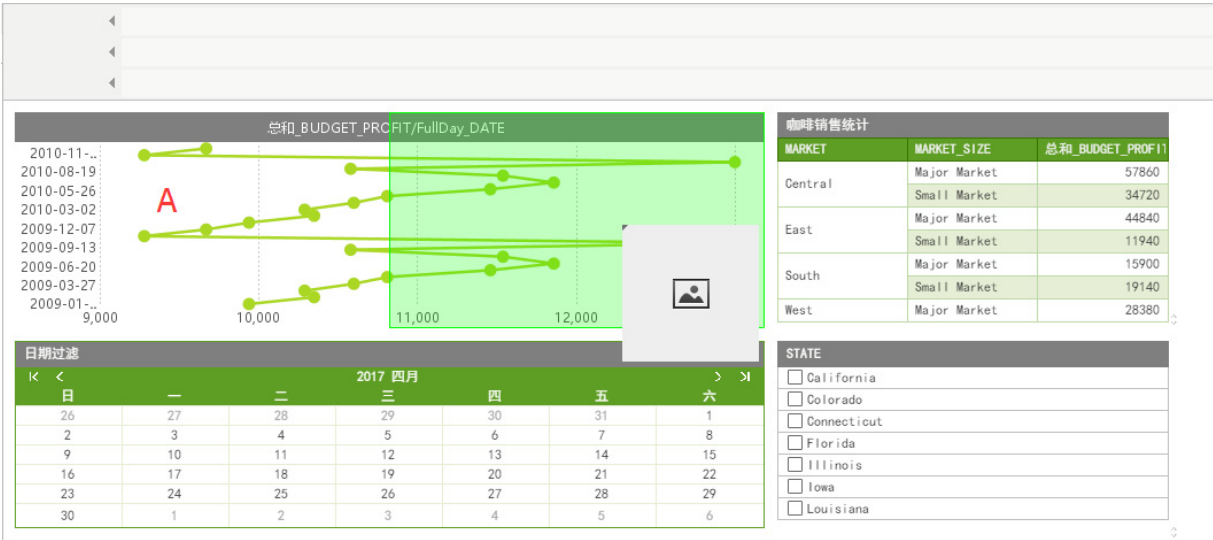 总和_BUDGET_PROFIT/FullDay_DATE
2010-11-..
2010-08-19
2010-05-26
2010-03-02
2009-12-07
2009-09-13
2009-06-20
2009-03-27
2009-01-..
A
9,000 10,000 11,000 12,000
咖啡销售统计
MARKET MARKET_SIZE 总和_BUDGET_PROFIT
Central Major Market 57860
Small Market 34720
East Major Market 44840
Small Market 11940
South Major Market 15900
Small Market 19140
West Major Market 28380
日期过滤
2017 四月
日 一 二 三 四 五 六
26 27 28 29 30 31 1
2 3 4 5 6 7 8
9 10 11 12 13 14 15
16 17 18 19 20 21 22
23 24 25 26 27 28 29
30 1 2 3 4 5 6
STATE
California
Colorado
Connecticut
Florida
Illinois
Iowa
Louisiana